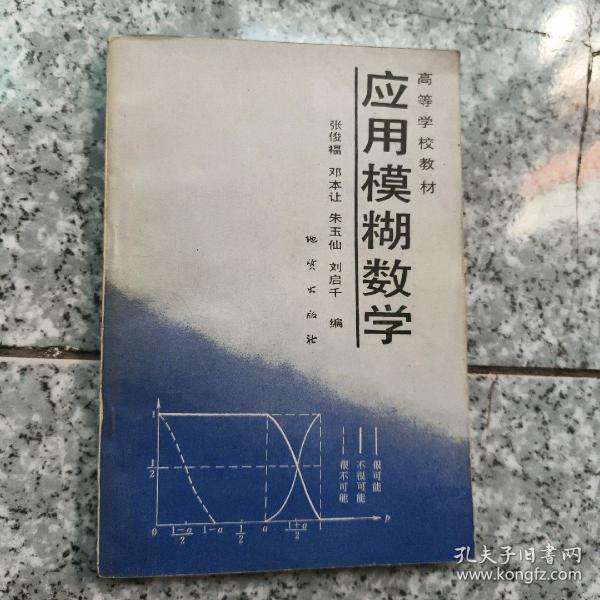 高等学校教材
应用模糊数学
张俊福 邓本让 朱玉仙 刘启千 编
地质出版社
1
1/2
0
1-a/2
1-a
1/2
a
1+a/2
1
p
很可能
不很可能
很不可能
孔夫子旧书网
www.kongfz.com